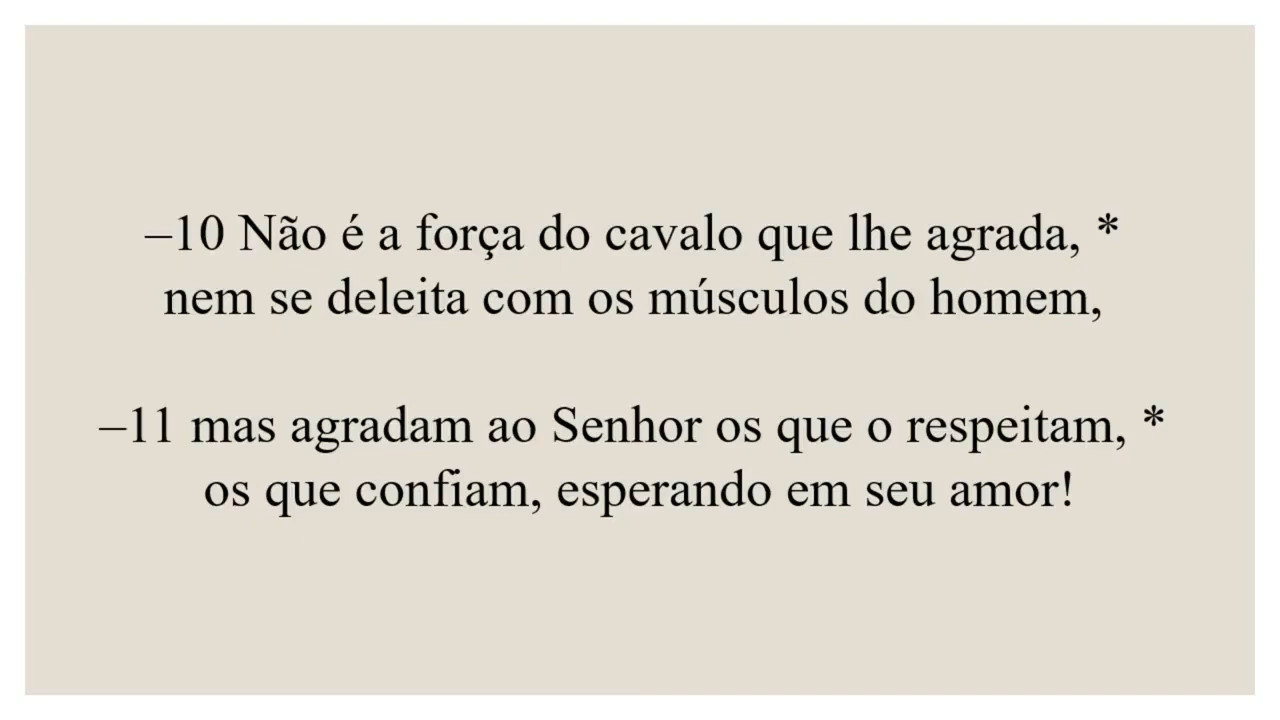 –10 Não é a força do cavalo que lhe agrada, *
nem se deleita com os músculos do homem,
–11 mas agradam ao Senhor os que o respeitam, *
os que confiam, esperando em seu amor!